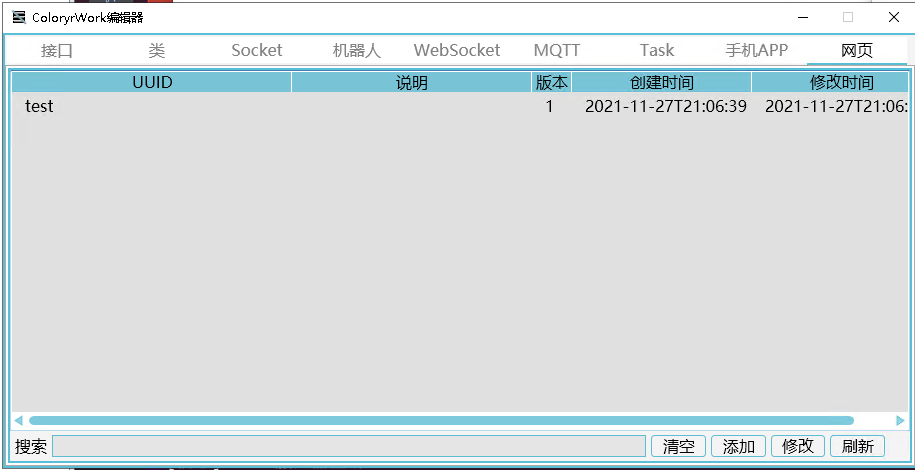 ColoryrWork编辑器
接口 类 Socket 机器人 WebSocket MQTT Task 手机APP 网页
UUID 说明 版本 创建时间 修改时间
test 1 2021-11-27T21:06:39 2021-11-27T21:06:
搜索 清空 添加 修改 刷新